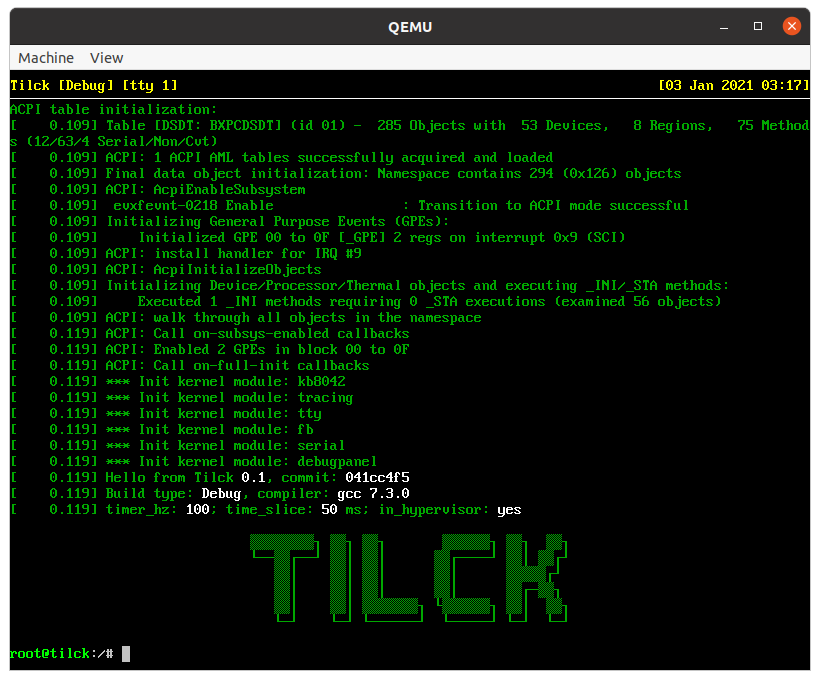 QEMU
Machine View
Tilck [Debug] [tty 1] [03 Jan 2021 03:17]
ACPI table initialization:
[    0.109] Table [DSDT: BXPCDSDT] (id 01) -  285 Objects with  53 Devices,   8 Regions,   75 Method
s (12/63/4 Serial/Non/Cvt)
[    0.109] ACPI: 1 ACPI AML tables successfully acquired and loaded
[    0.109] Final data object initialization: Namespace contains 294 (0x126) objects
[    0.109] ACPI: AcpiEnableSubsystem
[    0.109]  evxfevnt-0218 Enable                : Transition to ACPI mode successful
[    0.109] Initializing General Purpose Events (GPEs):
[    0.109]     Initialized GPE 00 to 0F [_GPE] 2 regs on interrupt 0x9 (SCI)
[    0.109] ACPI: install handler for IRQ #9
[    0.109] ACPI: AcpiInitializeObjects
[    0.109] Initializing Device/Processor/Thermal objects and executing _INI/_STA methods:
[    0.109]     Executed 1 _INI methods requiring 0 _STA executions (examined 56 objects)
[    0.109] ACPI: walk through all objects in the namespace
[    0.119] ACPI: Call on-subsys-enabled callbacks
[    0.119] ACPI: Enabled 2 GPEs in block 00 to 0F
[    0.119] ACPI: Call on-full-init callbacks
[    0.119] *** Init kernel module: kb8042
[    0.119] *** Init kernel module: tracing
[    0.119] *** Init kernel module: tty
[    0.119] *** Init kernel module: fb
[    0.119] *** Init kernel module: serial
[    0.119] *** Init kernel module: debugpanel
[    0.119] Hello from Tilck 0.1, commit: 041cc4f5
[    0.119] Build type: Debug, compiler: gcc 7.3.0
[    0.119] timer_hz: 100; time_slice: 50 ms; in_hypervisor: yes
TILCK
root@tilck:/#